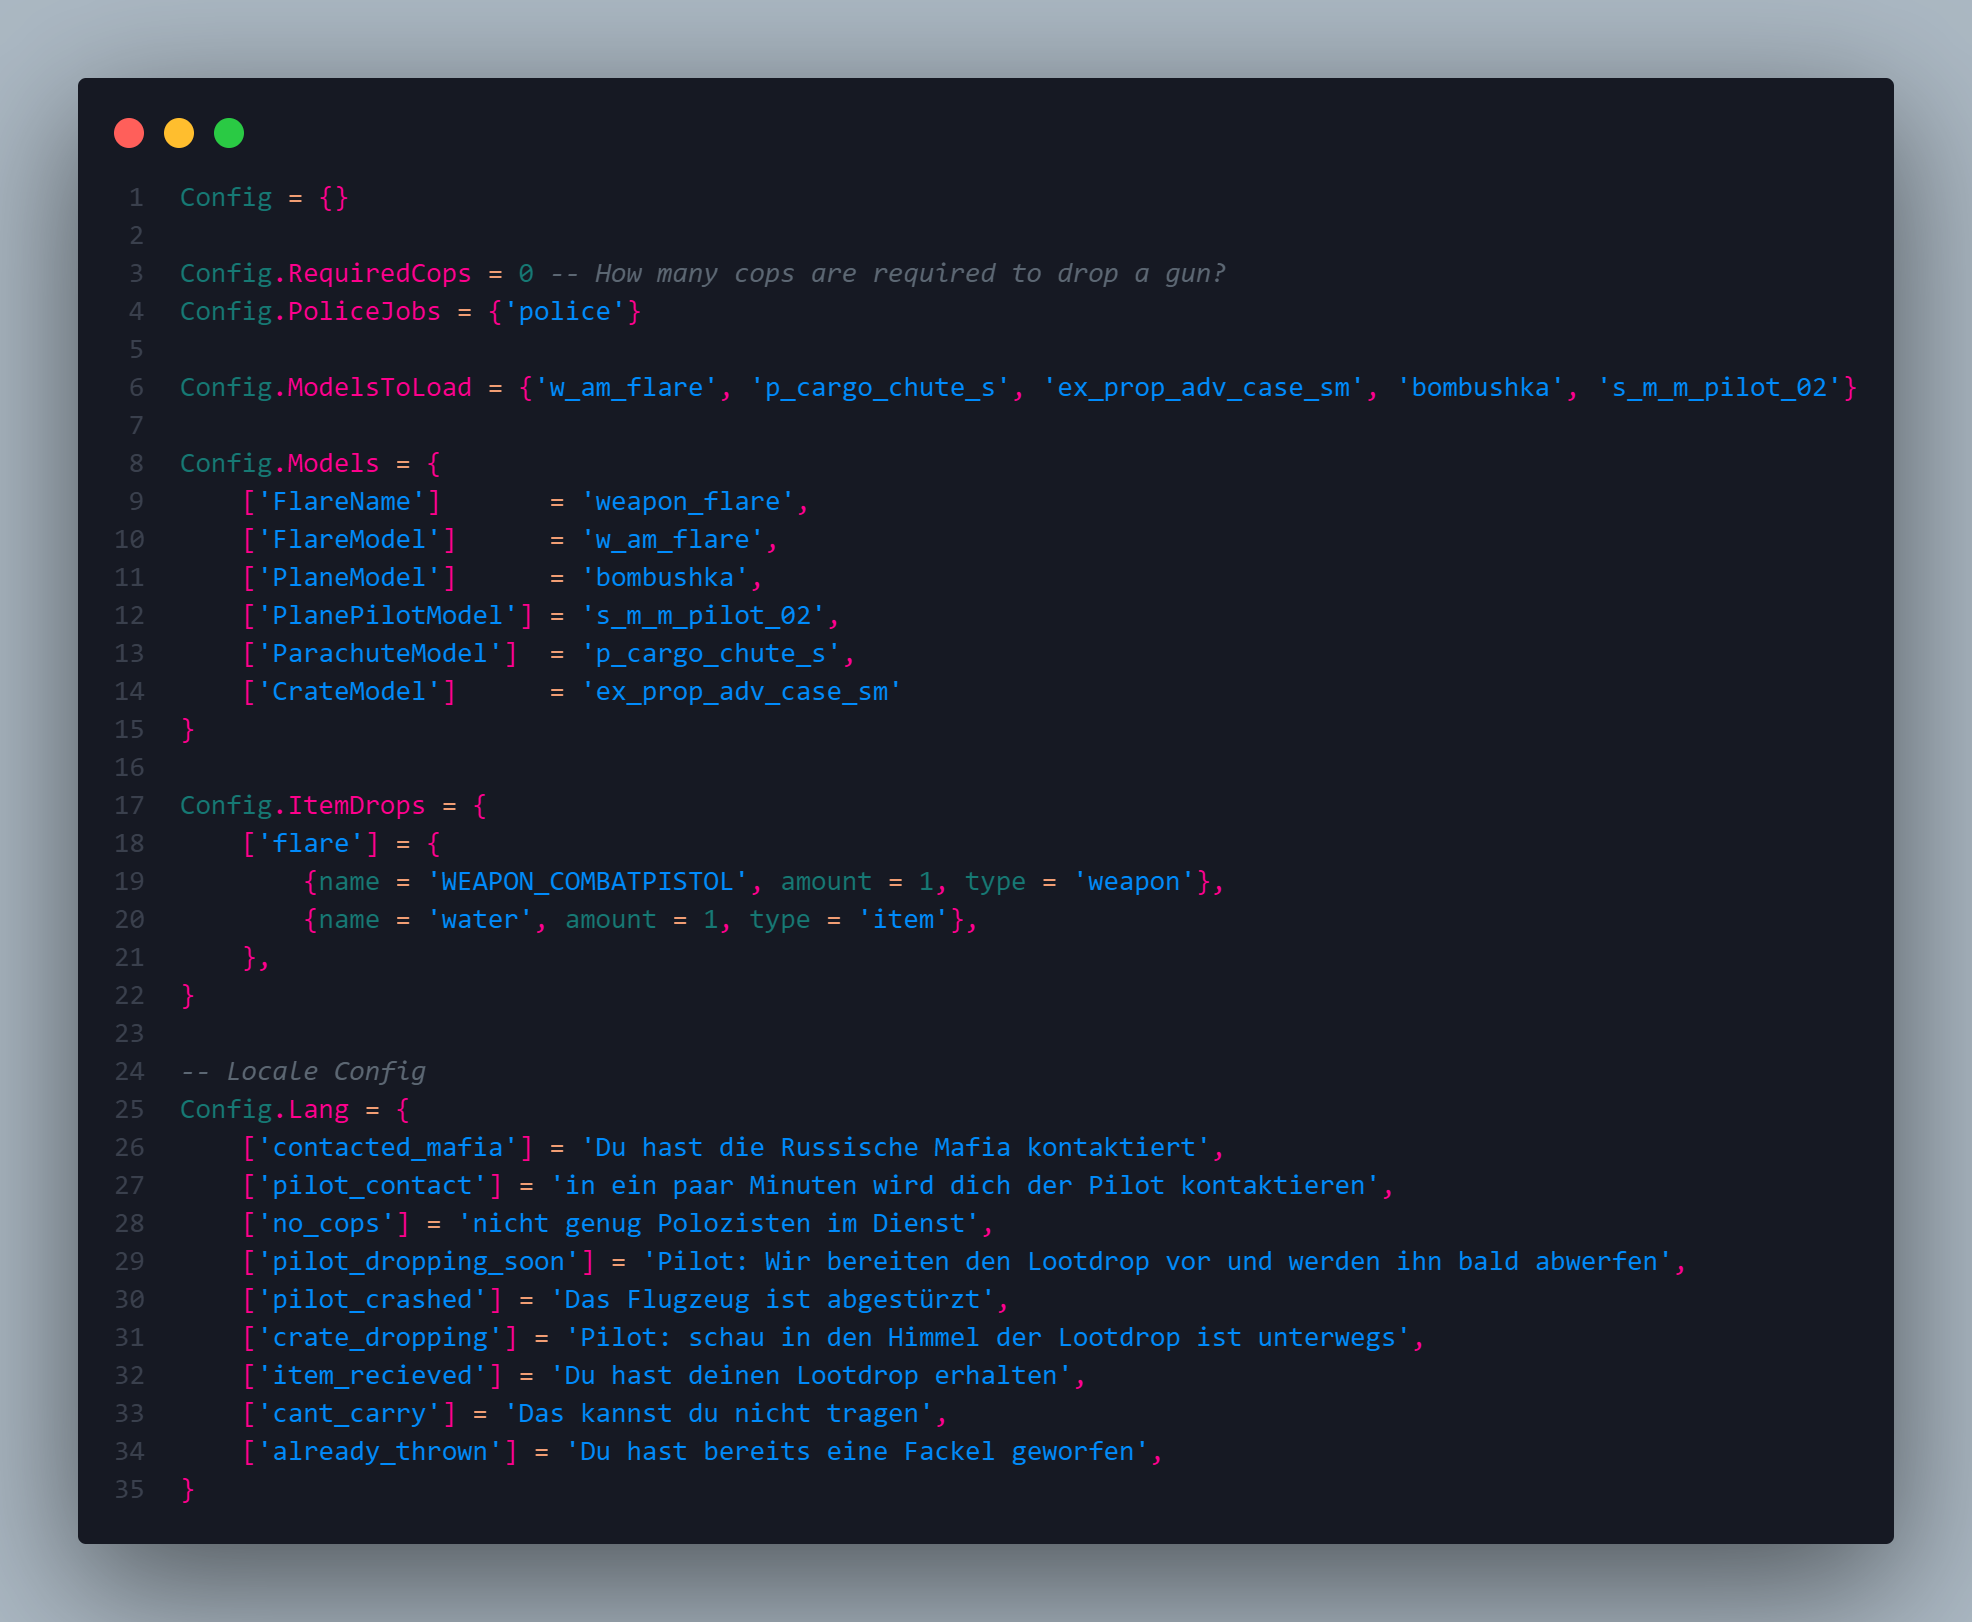 1 Config = {}
2
3 Config.RequiredCops = 0 -- How many cops are required to drop a gun?
4 Config.PoliceJobs = {'police'}
5
6 Config.ModelsToLoad = {'w_am_flare', 'p_cargo_chute_s', 'ex_prop_adv_case_sm', 'bombushka', 's_m_m_pilot_02'}
7
8 Config.Models = {
9     ['FlareName']       = 'weapon_flare',
10     ['FlareModel']      = 'w_am_flare',
11     ['PlaneModel']      = 'bombushka',
12     ['PlanePilotModel'] = 's_m_m_pilot_02',
13     ['ParachuteModel']  = 'p_cargo_chute_s',
14     ['CrateModel']      = 'ex_prop_adv_case_sm'
15 }
16
17 Config.ItemDrops = {
18     ['flare'] = {
19         {name = 'WEAPON_COMBATPISTOL', amount = 1, type = 'weapon'},
20         {name = 'water', amount = 1, type = 'item'},
21     },
22 }
23
24 -- Locale Config
25 Config.Lang = {
26     ['contacted_mafia'] = 'Du hast die Russische Mafia kontaktiert',
27     ['pilot_contact'] = 'in ein paar Minuten wird dich der Pilot kontaktieren',
28     ['no_cops'] = 'nicht genug Polozisten im Dienst',
29     ['pilot_dropping_soon'] = 'Pilot: Wir bereiten den Lootdrop vor und werden ihn bald abwerfen',
30     ['pilot_crashed'] = 'Das Flugzeug ist abgestürzt',
31     ['crate_dropping'] = 'Pilot: schau in den Himmel der Lootdrop ist unterwegs',
32     ['item_recieved'] = 'Du hast deinen Lootdrop erhalten',
33     ['cant_carry'] = 'Das kannst du nicht tragen',
34     ['already_thrown'] = 'Du hast bereits eine Fackel geworfen',
35 }